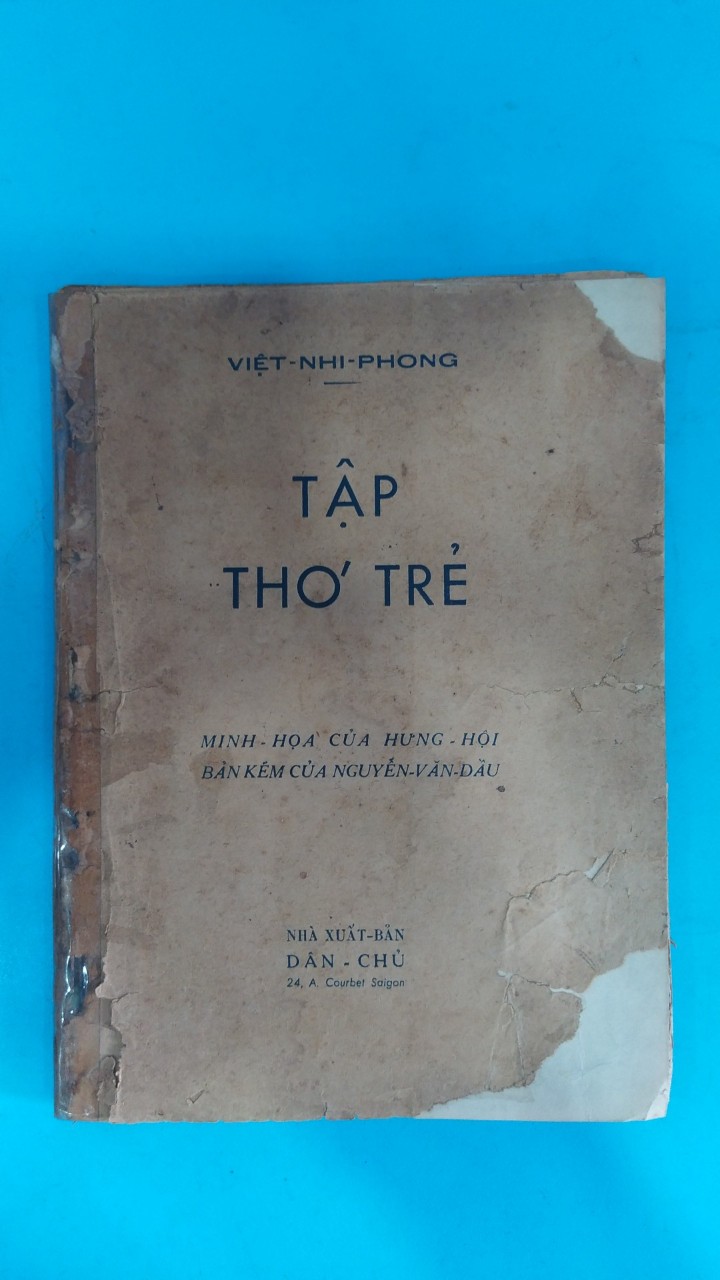 VIỆT-NHI-PHONG
TẬP
THƠ TRẺ
MINH - HỌA CỦA HƯNG - HỘI
BẢN KẼM CỦA NGUYỄN-VĂN-DẦU
NHÀ XUẤT-BẢN
DÂN - CHỦ
24, A. Courbet Saigon